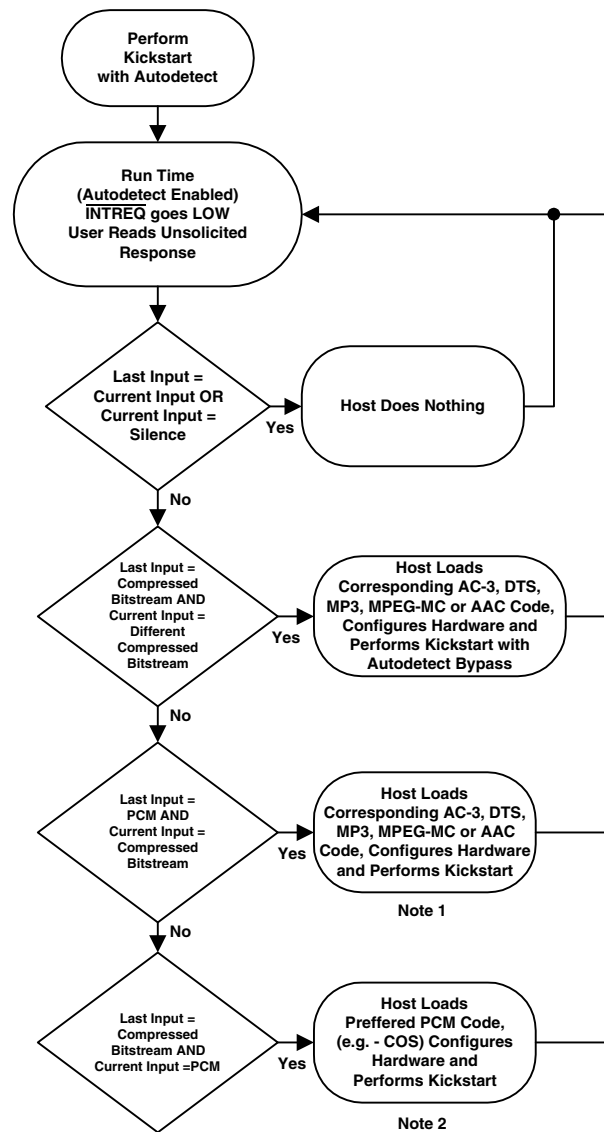 Perform
Kickstart
with Autodetect
Run Time
(Autodetect Enabled)
INTREQ goes LOW
User Reads Unsolicited
Response
Last Input =
Current Input OR
Current Input =
Silence
Yes
Host Does Nothing
No
Last Input =
Compressed
Bitstream AND
Current Input =
Different
Compressed
Bitstream
Yes
Host Loads
Corresponding AC-3, DTS,
MP3, MPEG-MC or AAC Code,
Configures Hardware and
Performs Kickstart with
Autodetect Bypass
No
Last Input =
PCM AND
Current Input =
Compressed
Bitstream
Yes
Host Loads
Corresponding AC-3, DTS,
MP3, MPEG-MC or AAC
Code, Configures Hardware
and Performs Kickstart
Note 1
No
Last Input =
Compressed
Bitstream AND
Current Input =PCM
Yes
Host Loads
Preffered PCM Code,
(e.g. - COS) Configures
Hardware and
Performs Kickstart
Note 2